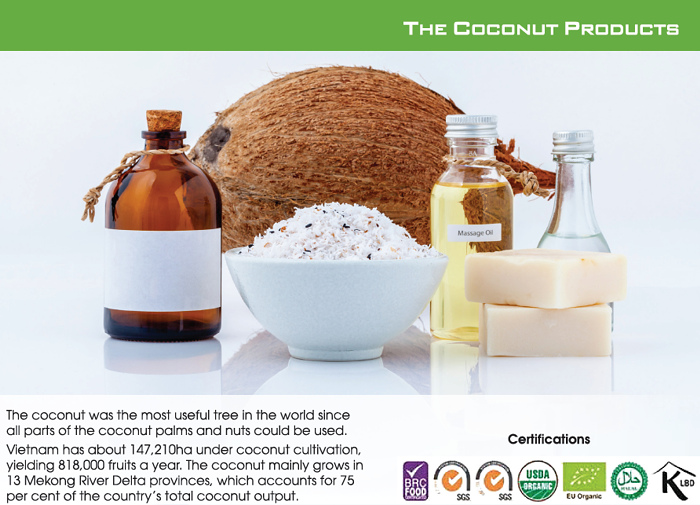 The Coconut Products
Massage Oil
The coconut was the most useful tree in the world since
all parts of the coconut palms and nuts could be used.
Vietnam has about 147,210ha under coconut cultivation,
yielding 818,000 fruits a year. The coconut mainly grows in
13 Mekong River Delta provinces, which accounts for 75
per cent of the country's total coconut output.
Certifications
BRC
FOOD
SGS
SGS
USDA
ORGANIC
EU Organic
HALAL
K
LBD